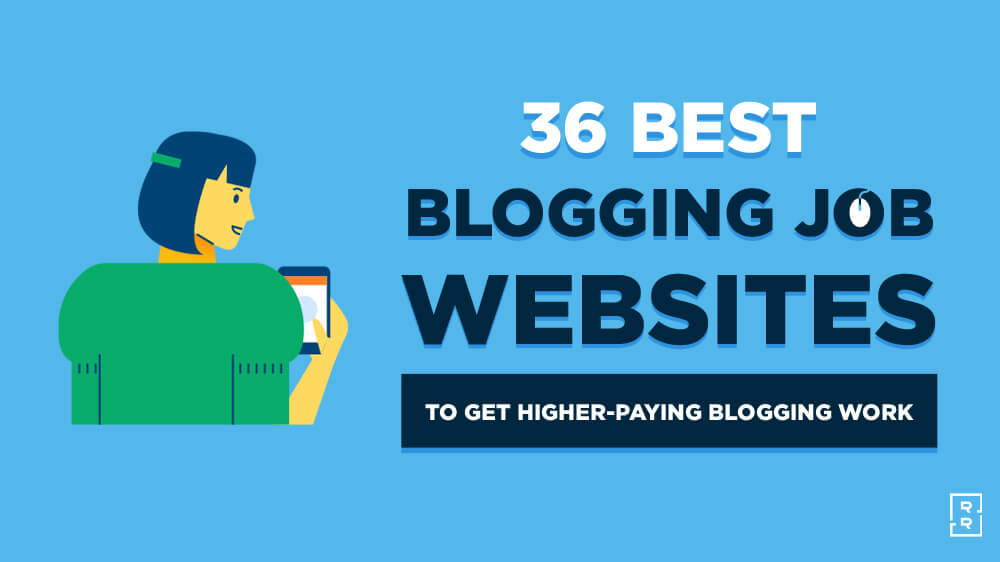 36 BEST
BLOGGING JOB
WEBSITES
TO GET HIGHER-PAYING BLOGGING WORK
R
R